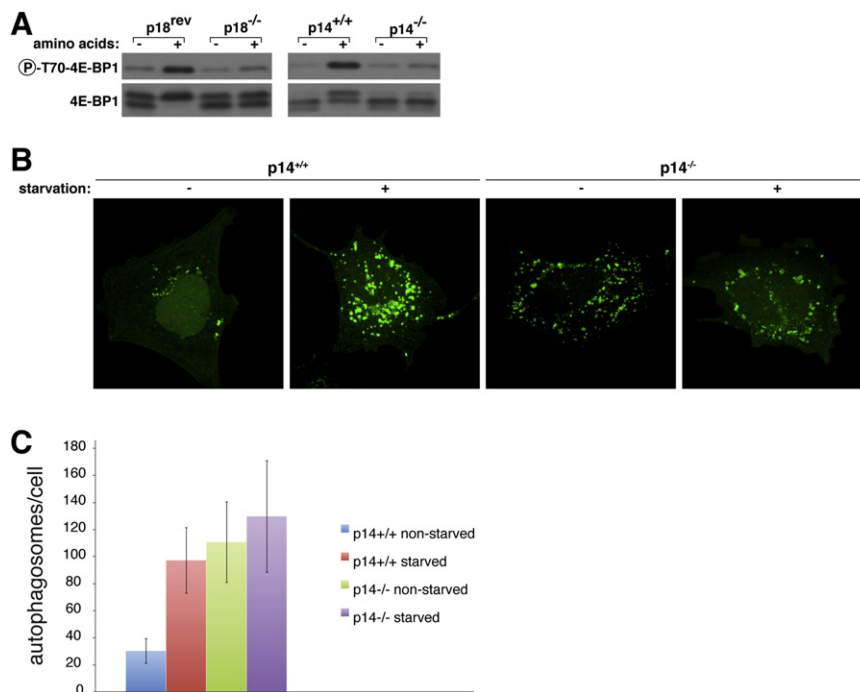 A
p18rev p18-/- p14+/+ p14-/-
amino acids: - + - + - + - +
Ⓟ-T70-4E-BP1
4E-BP1
B
p14+/+ p14-/-
starvation: - + - +
C
autophagosomes/cell
180
160
140
120
100
80
60
40
20
0
p14+/+ non-starved
p14+/+ starved
p14-/- non-starved
p14-/- starved